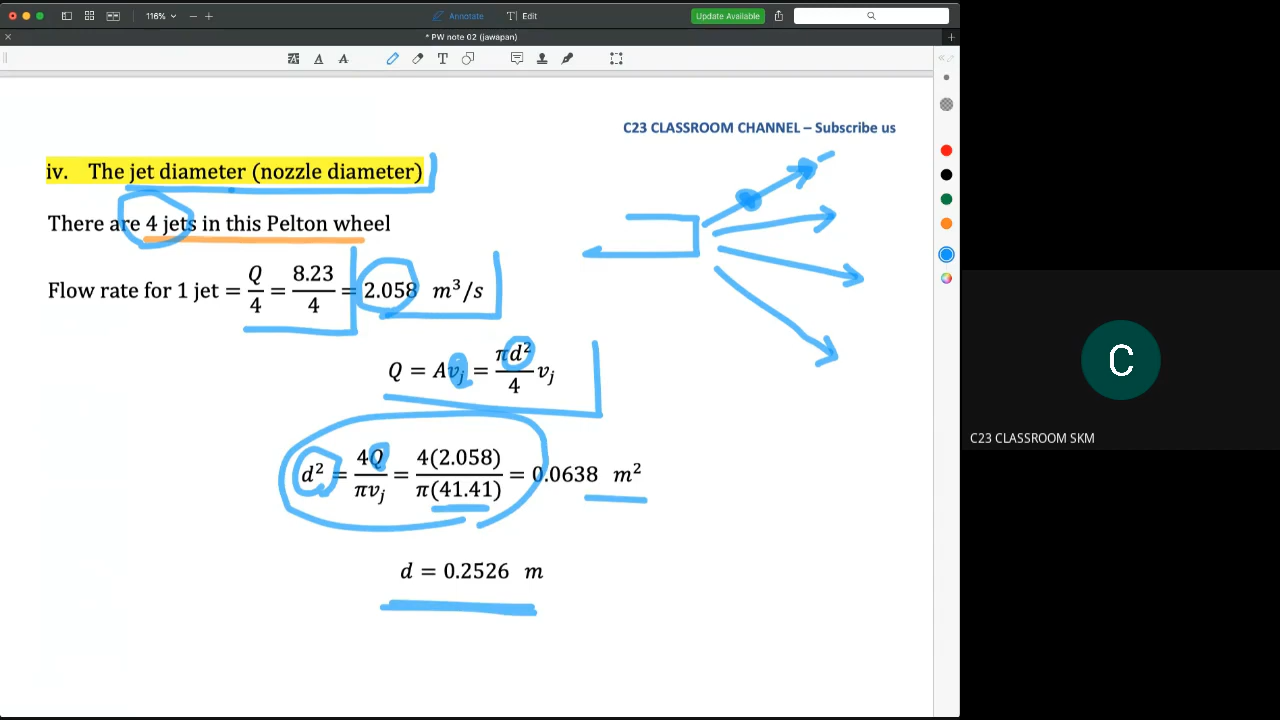 116%
Annotate
Edit
Update Available
* PW note 02 (jawapan)
C23 CLASSROOM CHANNEL – Subscribe us
iv. The jet diameter (nozzle diameter)
There are 4 jets in this Pelton wheel
Flow rate for 1 jet = Q/4 = 8.23/4 = 2.058 m³/s
Q = Avⱼ = πd²/4 vⱼ
d² = 4Q/πvⱼ = 4(2.058)/π(41.41) = 0.0638 m²
d = 0.2526 m
C
C23 CLASSROOM SKM